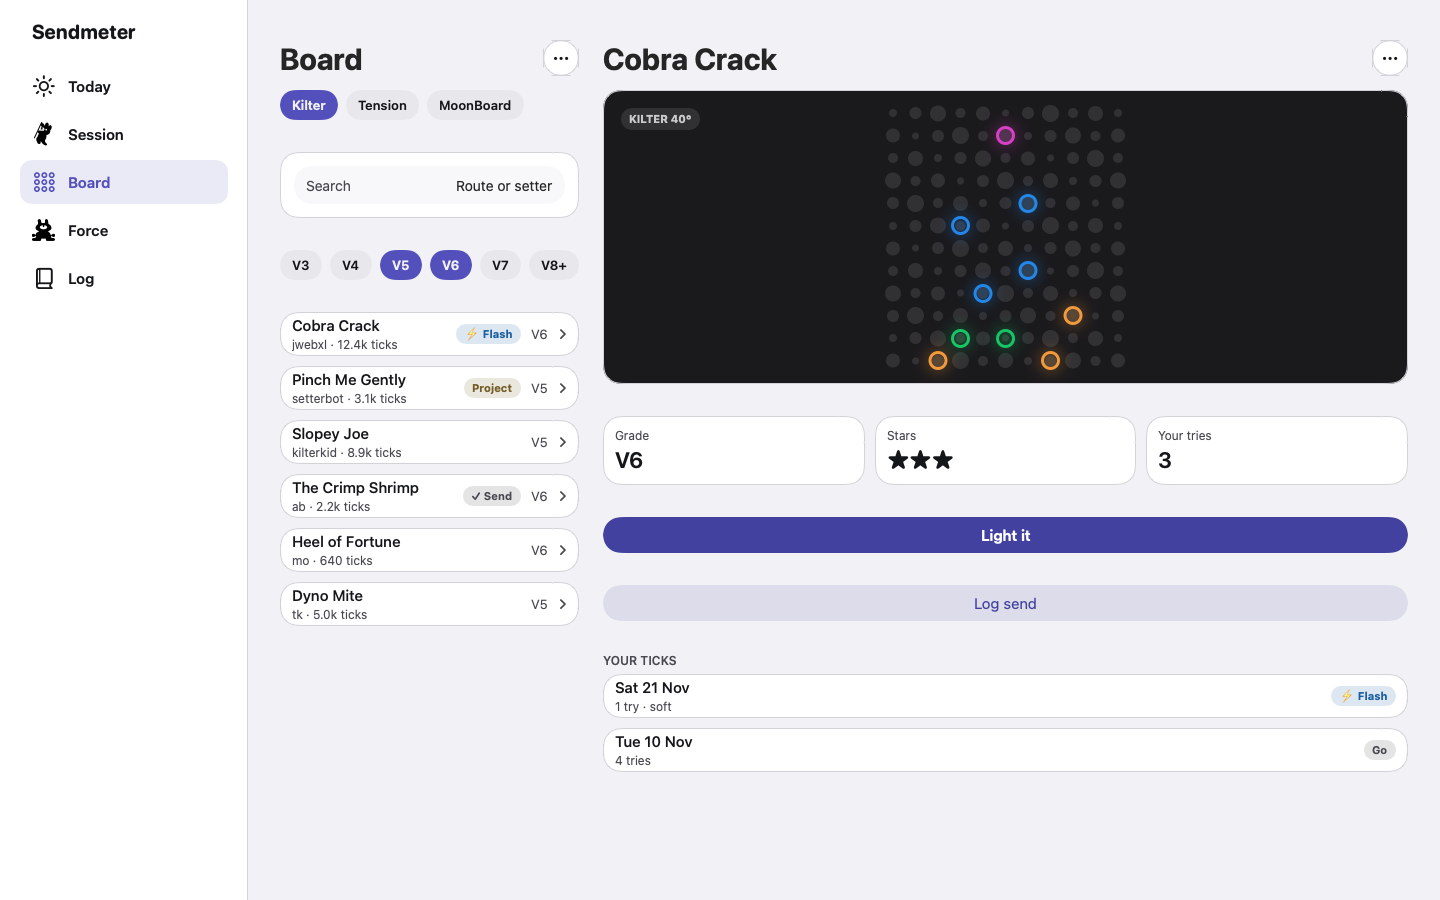 Sendmeter
Today
Session
Board
Force
Log
Board
Kilter
Tension
MoonBoard
Search
Route or setter
V3
V4
V5
V6
V7
V8+
Cobra Crack
jwebxl · 12.4k ticks
⚡ Flash
V6
Pinch Me Gently
setterbot · 3.1k ticks
Project
V5
Slopey Joe
kilterkid · 8.9k ticks
V5
The Crimp Shrimp
ab · 2.2k ticks
✓ Send
V6
Heel of Fortune
mo · 640 ticks
V6
Dyno Mite
tk · 5.0k ticks
V5
Cobra Crack
KILTER 40°
Grade
V6
Stars
★★★
Your tries
3
Light it
Log send
YOUR TICKS
Sat 21 Nov
1 try · soft
⚡ Flash
Tue 10 Nov
4 tries
Go